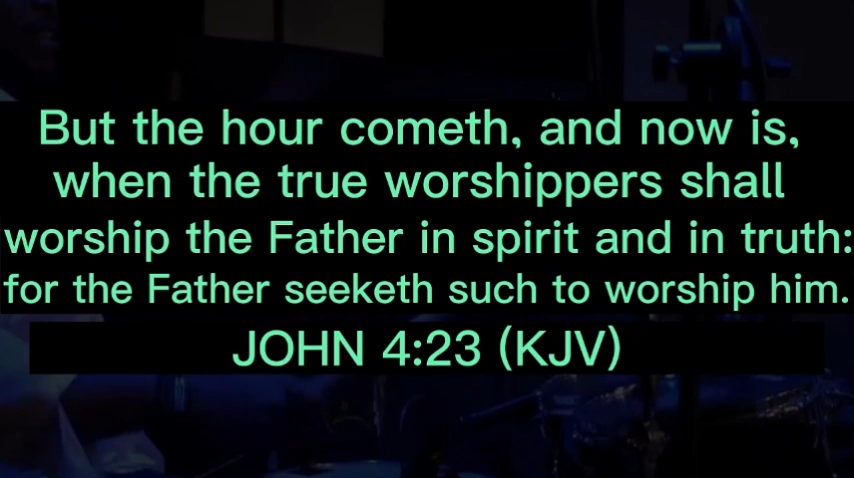 But the hour cometh, and now is,
when the true worshippers shall
worship the Father in spirit and in truth:
for the Father seeketh such to worship him.
JOHN 4:23 (KJV)